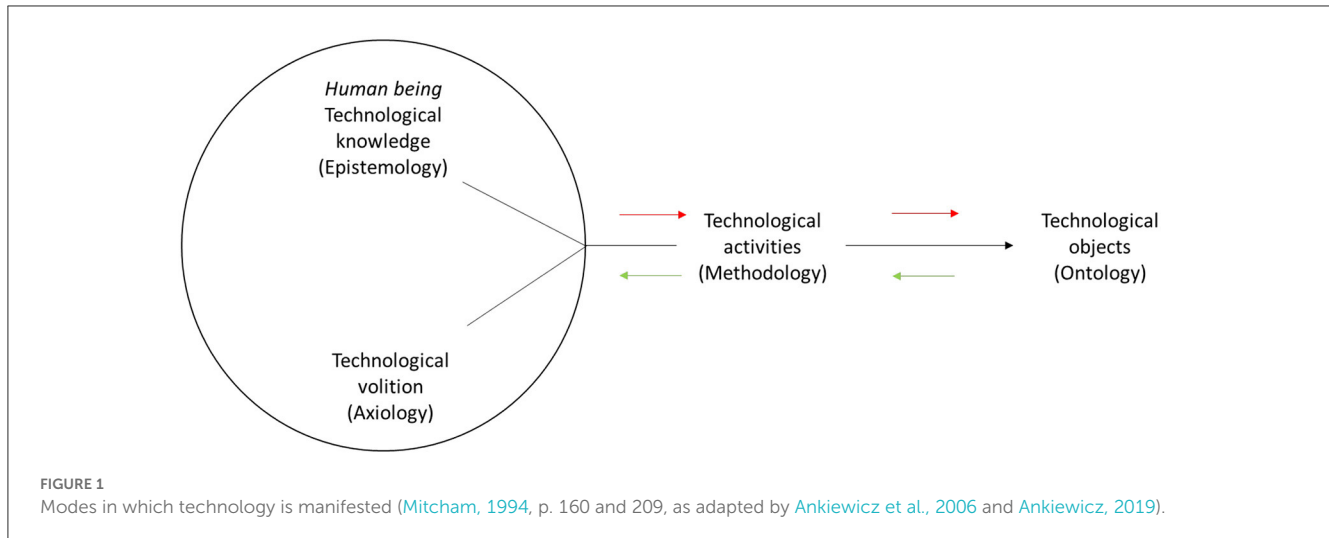 Human being
Technological
knowledge
(Epistemology)
Technological
activities
(Methodology)
Technological
objects
(Ontology)
Technological
volition
(Axiology)
FIGURE 1
Modes in which technology is manifested (Mitcham, 1994, p. 160 and 209, as adapted by Ankiewicz et al., 2006 and Ankiewicz, 2019).